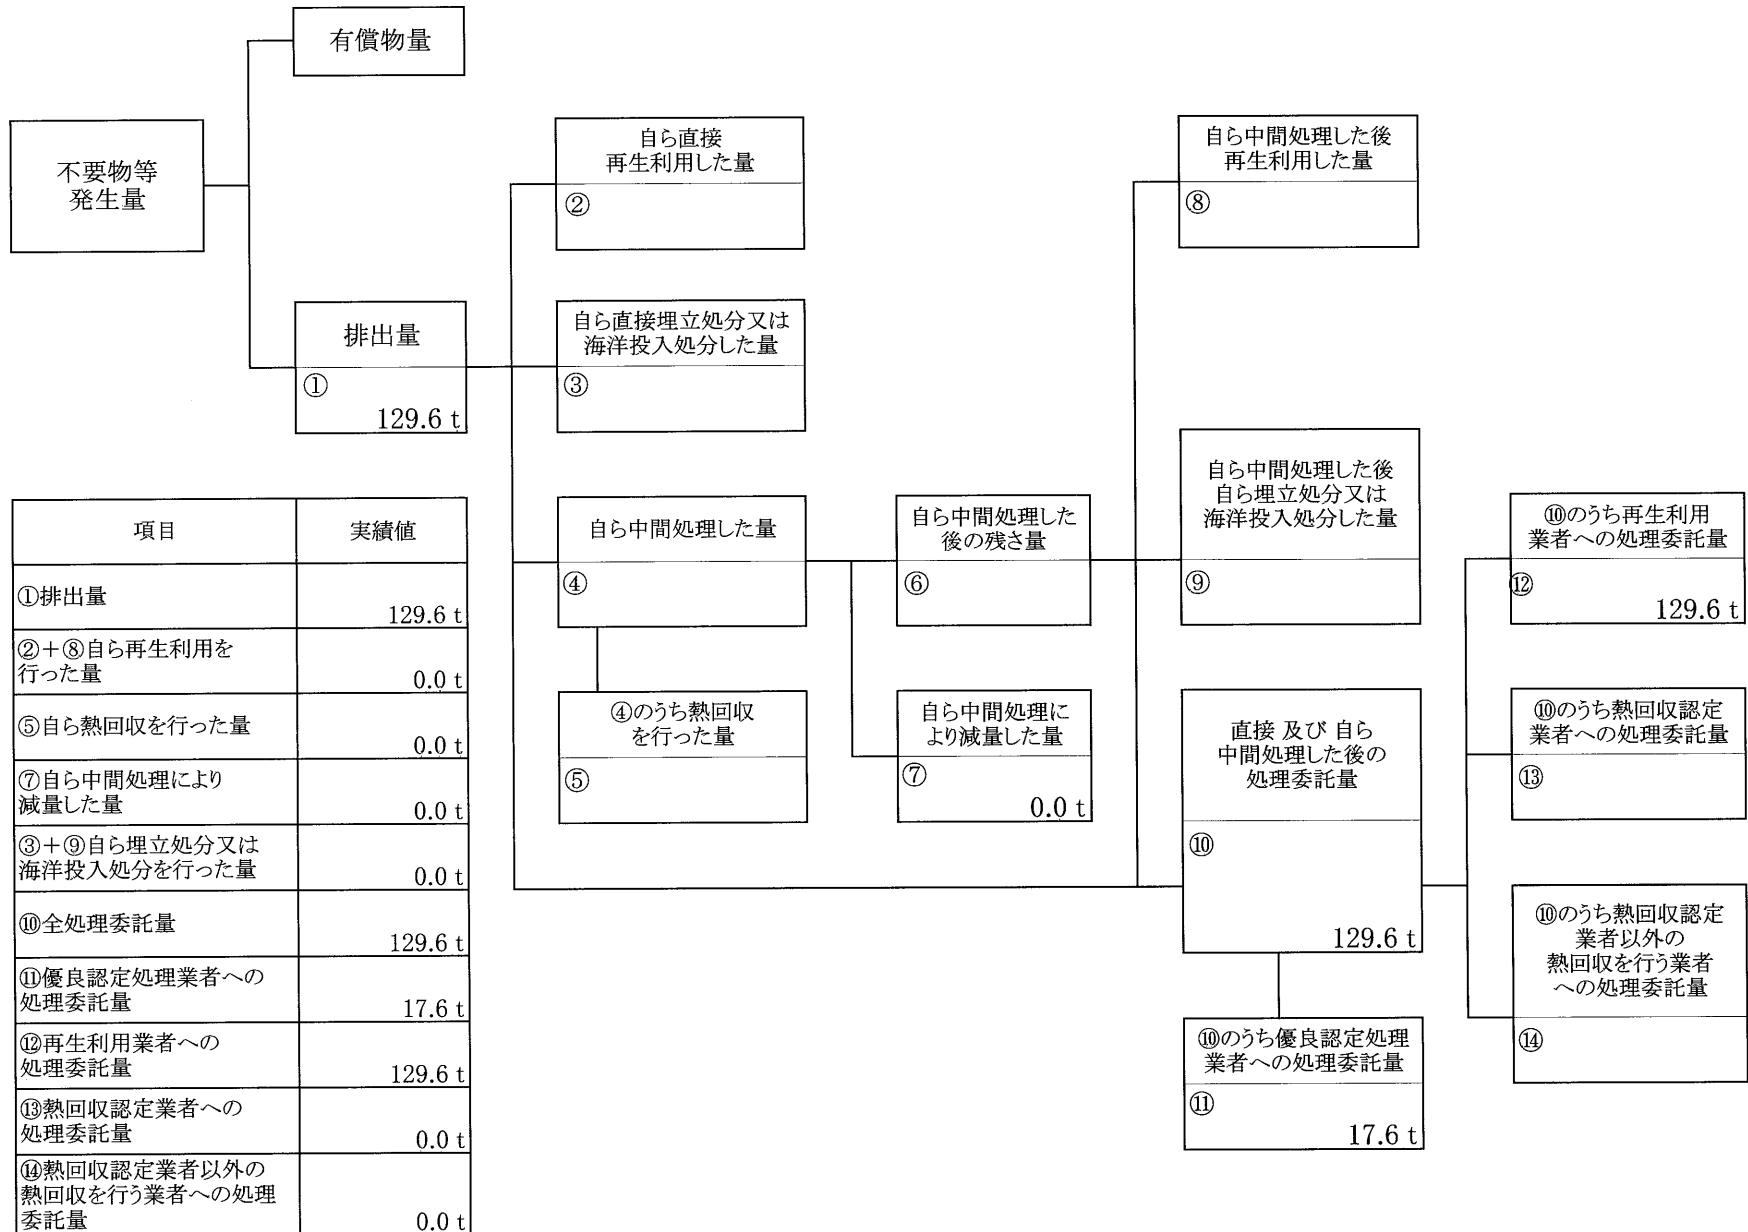 有償物量
不要物等
発生量
排出量
①
129.6 t
自ら直接
再生利用した量
②
自ら直接埋立処分又は
海洋投入処分した量
③
自ら中間処理した量
④
④のうち熱回収
を行った量
⑤
自ら中間処理した
後の残さ量
⑥
自ら中間処理に
より減量した量
⑦
0.0 t
自ら中間処理した後
再生利用した量
⑧
自ら中間処理した後
自ら埋立処分又は
海洋投入処分した量
⑨
直接 及び 自ら
中間処理した後の
処理委託量
⑩
129.6 t
⑩のうち優良認定処理
業者への処理委託量
⑪
17.6 t
⑩のうち再生利用
業者への処理委託量
⑫
129.6 t
⑩のうち熱回収認定
業者への処理委託量
⑬
⑩のうち熱回収認定
業者以外の
熱回収を行う業者
への処理委託量
⑭
項目 実績値
①排出量
129.6 t
②＋⑧自ら再生利用を
行った量
0.0 t
⑤自ら熱回収を行った量
0.0 t
⑦自ら中間処理により
減量した量
0.0 t
③＋⑨自ら埋立処分又は
海洋投入処分を行った量
0.0 t
⑩全処理委託量
129.6 t
⑪優良認定処理業者への
処理委託量
17.6 t
⑫再生利用業者への
処理委託量
129.6 t
⑬熱回収認定業者への
処理委託量
0.0 t
⑭熱回収認定業者以外の
熱回収を行う業者への処理
委託量
0.0 t